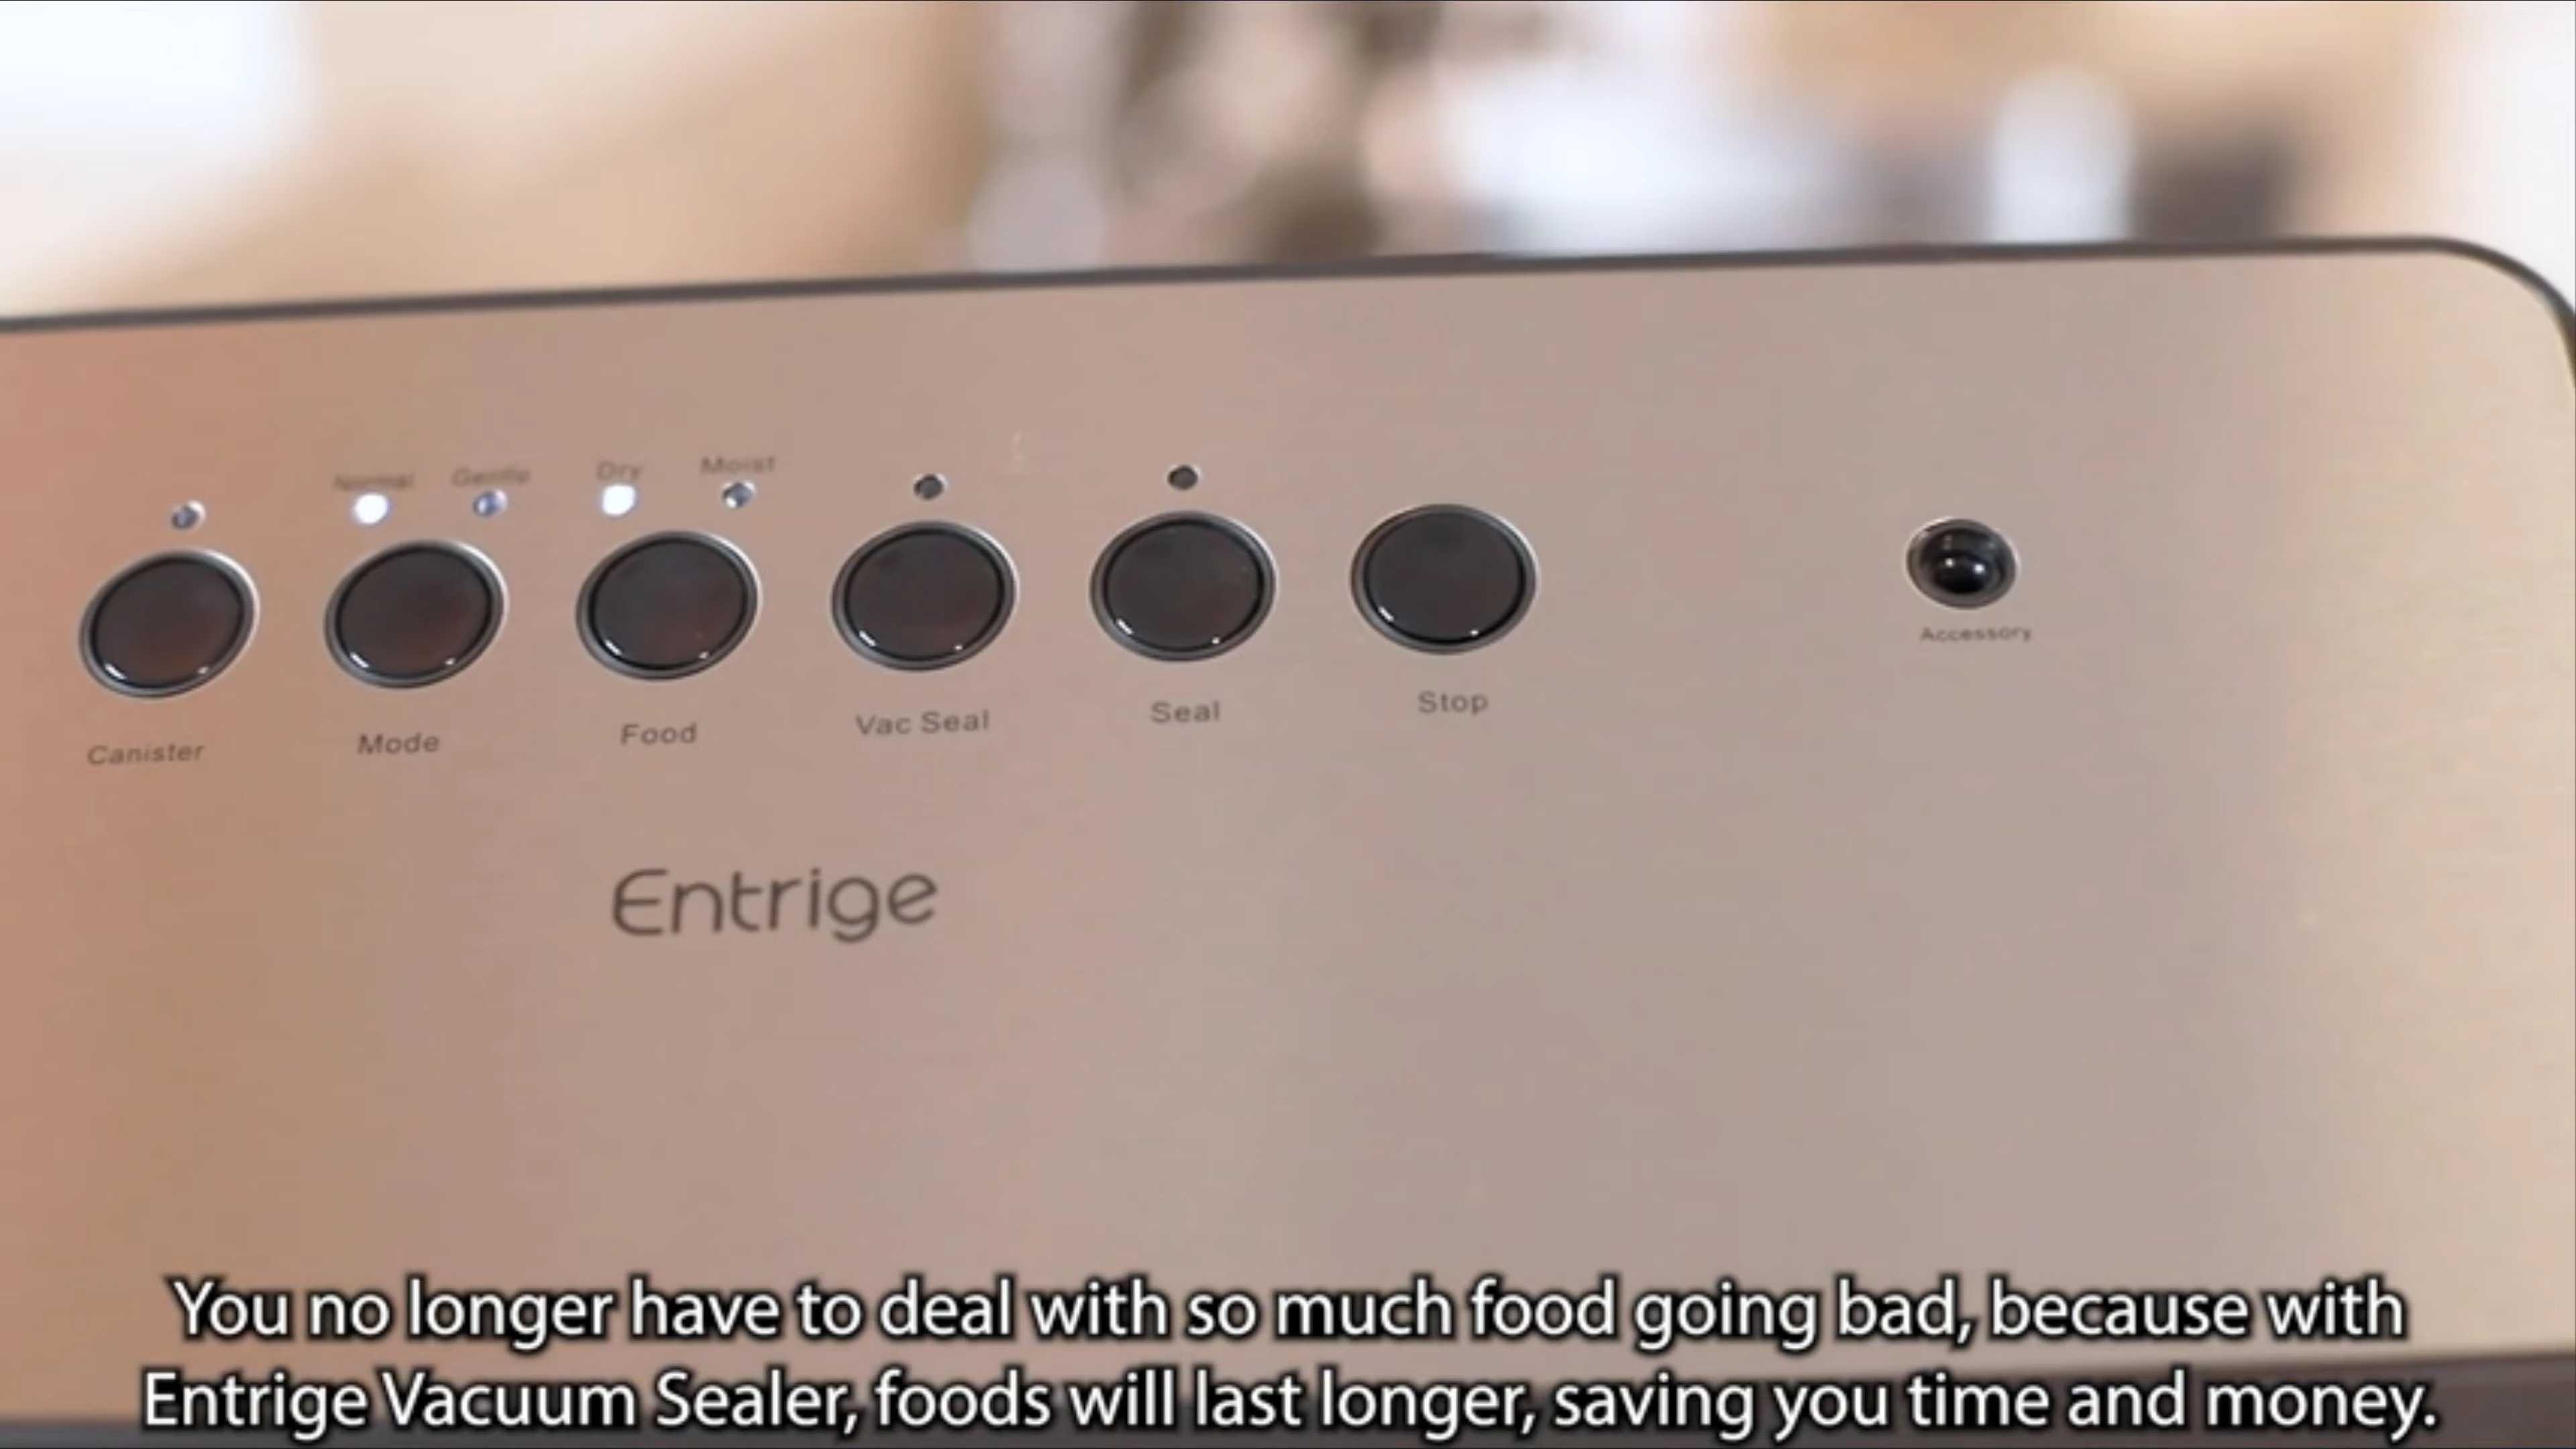 Normal Gentle Dry Moist
Canister Mode Food Vac Seal Seal Stop Accessory
Entrige
You no longer have to deal with so much food going bad, because with
Entrige Vacuum Sealer, foods will last longer, saving you time and money.